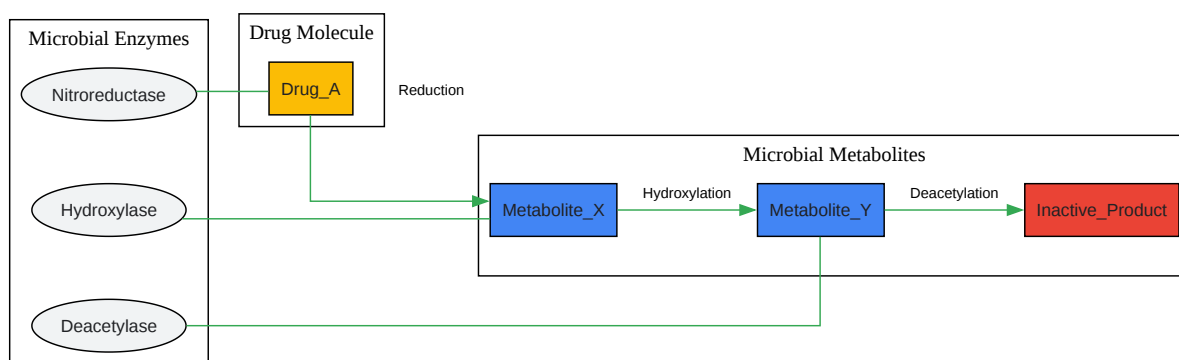 Microbial Enzymes
Drug Molecule
Nitroreductase
Drug_A
Reduction
Microbial Metabolites
Hydroxylase
Metabolite_X
Hydroxylation
Metabolite_Y
Deacetylation
Inactive_Product
Deacetylase